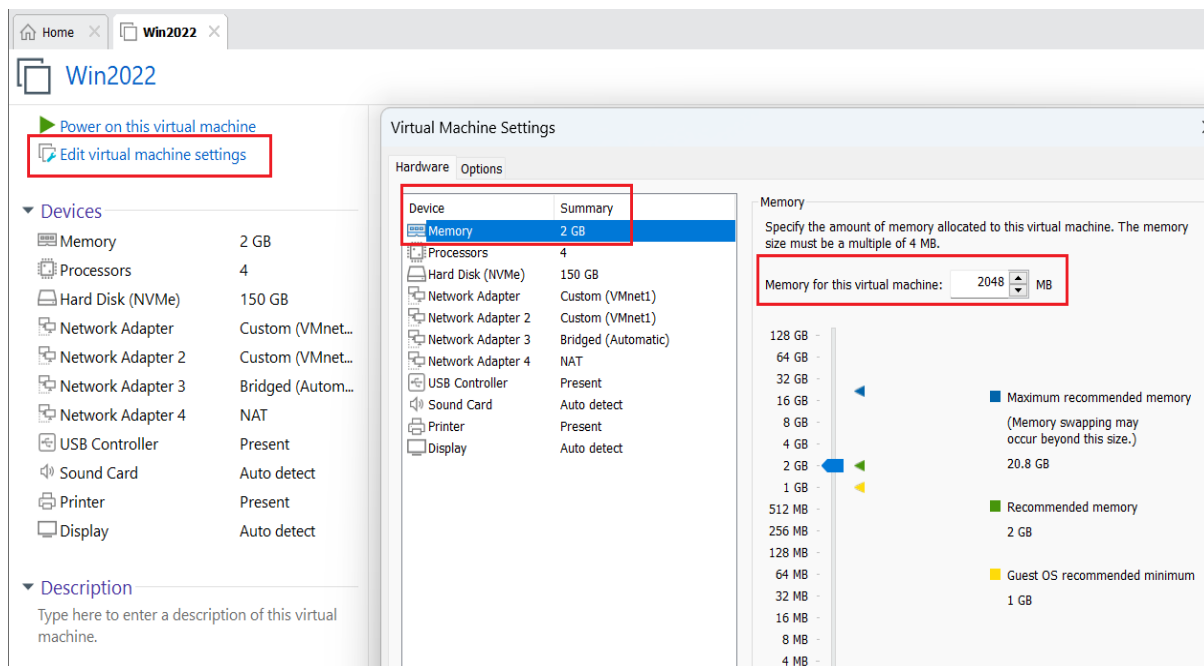 Home
Win2022
Win2022
Power on this virtual machine
Edit virtual machine settings
Devices
Memory 2 GB
Processors 4
Hard Disk (NVMe) 150 GB
Network Adapter Custom (VMnet...
Network Adapter 2 Custom (VMnet...
Network Adapter 3 Bridged (Autom...
Network Adapter 4 NAT
USB Controller Present
Sound Card Auto detect
Printer Present
Display Auto detect
Description
Type here to enter a description of this virtual
machine.
Virtual Machine Settings
Hardware Options
Device Summary
Memory 2 GB
Processors 4
Hard Disk (NVMe) 150 GB
Network Adapter Custom (VMnet1)
Network Adapter 2 Custom (VMnet1)
Network Adapter 3 Bridged (Automatic)
Network Adapter 4 NAT
USB Controller Present
Sound Card Auto detect
Printer Present
Display Auto detect
Memory
Specify the amount of memory allocated to this virtual machine. The memory
size must be a multiple of 4 MB.
Memory for this virtual machine: 2048 MB
128 GB
64 GB
32 GB
16 GB
8 GB
4 GB
2 GB
1 GB
512 MB
256 MB
128 MB
64 MB
32 MB
16 MB
8 MB
4 MB
Maximum recommended memory
(Memory swapping may
occur beyond this size.)
20.8 GB
Recommended memory
2 GB
Guest OS recommended minimum
1 GB